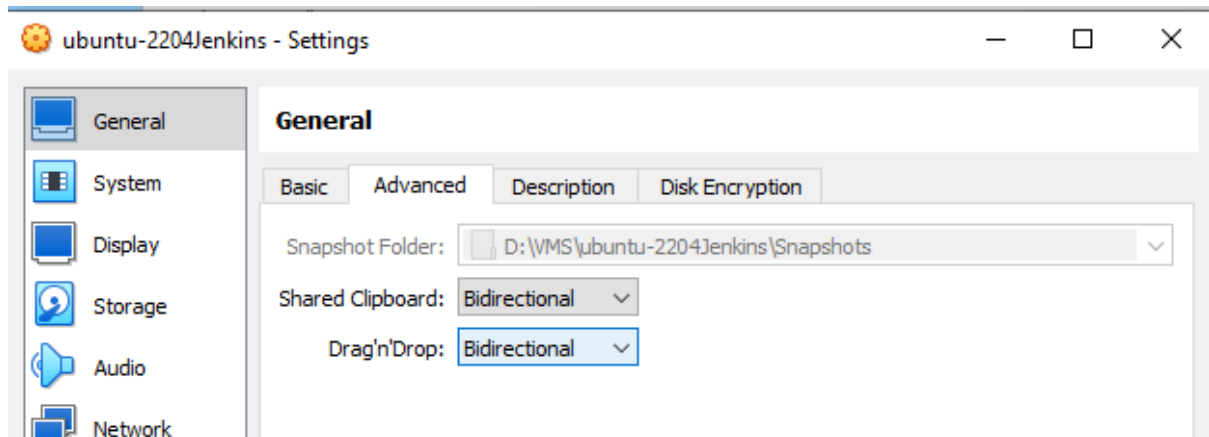 ubuntu-2204Jenkins - Settings
General
General
System
Basic Advanced Description Disk Encryption
Display
Snapshot Folder: D:\VMS\ubuntu-2204Jenkins\Snapshots
Storage
Shared Clipboard: Bidirectional
Drag'n'Drop: Bidirectional
Audio
Network